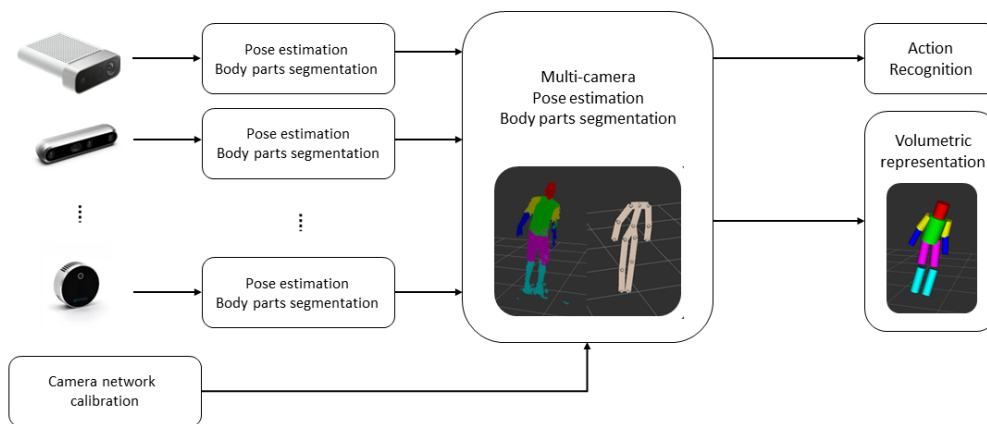 Pose estimation
Body parts segmentation
Pose estimation
Body parts segmentation
Pose estimation
Body parts segmentation
Camera network
calibration
Multi-camera
Pose estimation
Body parts segmentation
Action
Recognition
Volumetric
representation